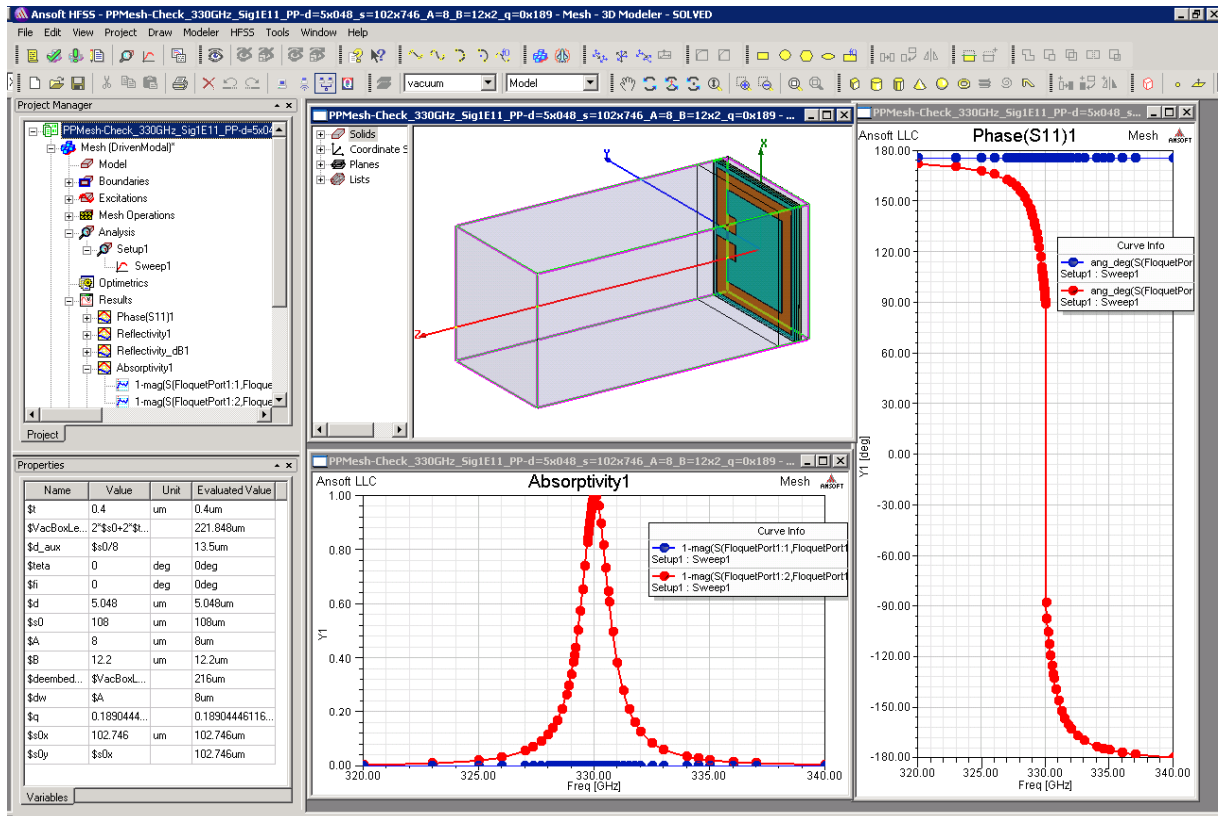 Ansoft HFSS - PPMesh-Check_330GHz_Sig1E11_PP-d=5x048_s=102x746_A=8_B=12x2_q=0x189 - Mesh - 3D Modeler - SOLVED
File Edit View Project Draw Modeler HFSS Tools Window Help
vacuum
Model
Project Manager
PPMesh-Check_330GHz_Sig1E11_PP-d=5x04
Mesh (DrivenModal)*
Model
Boundaries
Excitations
Mesh Operations
Analysis
Setup1
Sweep1
Optimetrics
Results
Phase(S11)1
Reflectivity1
Reflectivity_dB1
Absorptivity1
1-mag(S(FloquetPort1:1,Floque
1-mag(S(FloquetPort1:2,Floque
Project
Properties
Name Value Unit Evaluated Value
$t 0.4 um 0.4um
$VacBoxLe... 2*$s0+2*$t... 221.848um
$d_aux $s0/8 13.5um
$teta 0 deg 0deg
$fi 0 deg 0deg
$d 5.048 um 5.048um
$s0 108 um 108um
$A 8 um 8um
$B 12.2 um 12.2um
$deembed... $VacBoxL... 216um
$dw $A 8um
$q 0.1890444... 0.18904446116...
$s0x 102.746 um 102.746um
$s0y $s0x 102.746um
Variables
PPMesh-Check_330GHz_Sig1E11_PP-d=5x048_s=102x746_A=8_B=12x2_q=0x189 - ...
Solids
Coordinate S
Planes
Lists
X
Y
Z
PPMesh-Check_330GHz_Sig1E11_PP-d=5x048_s=102x746_A=8_B=12x2_q=0x189 - ...
Ansoft LLC Absorptivity1 Mesh ANSOFT
1.00
0.80
0.60
0.40
0.20
0.00
Y1
320.00 325.00 330.00 335.00 340.00
Freq [GHz]
Curve Info
1-mag(S(FloquetPort1:1,FloquetPort1
Setup1 : Sweep1
1-mag(S(FloquetPort1:2,FloquetPort1
Setup1 : Sweep1
PPMesh-Check_330GHz_Sig1E11_PP-d=5x048_s...
Ansoft LLC Phase(S11)1 Mesh ANSOFT
180.00
150.00
120.00
90.00
60.00
30.00
0.00
-30.00
-60.00
-90.00
-120.00
-150.00
-180.00
Y1 [deg]
320.00 325.00 330.00 335.00 340.00
Freq [GHz]
Curve Info
ang_deg(S(FloquetPor
Setup1 : Sweep1
ang_deg(S(FloquetPor
Setup1 : Sweep1